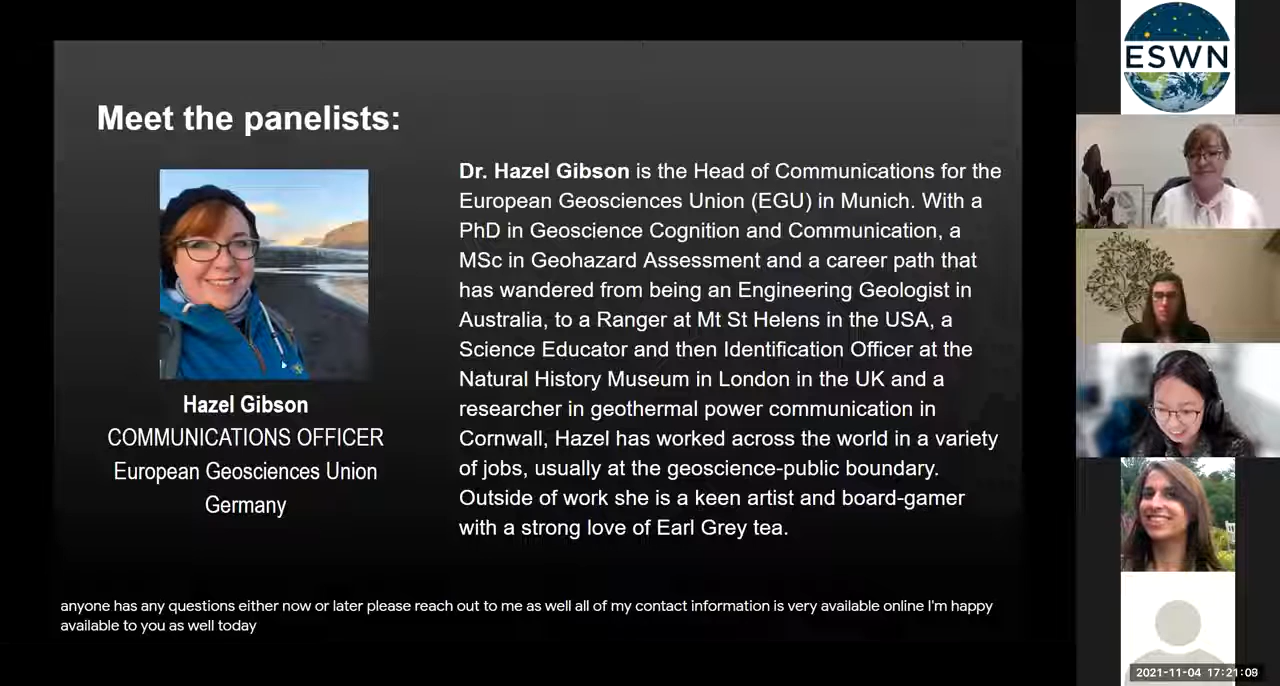 Meet the panelists:
Hazel Gibson
COMMUNICATIONS OFFICER
European Geosciences Union
Germany
Dr. Hazel Gibson is the Head of Communications for the
European Geosciences Union (EGU) in Munich. With a
PhD in Geoscience Cognition and Communication, a
MSc in Geohazard Assessment and a career path that
has wandered from being an Engineering Geologist in
Australia, to a Ranger at Mt St Helens in the USA, a
Science Educator and then Identification Officer at the
Natural History Museum in London in the UK and a
researcher in geothermal power communication in
Cornwall, Hazel has worked across the world in a variety
of jobs, usually at the geoscience-public boundary.
Outside of work she is a keen artist and board-gamer
with a strong love of Earl Grey tea.
anyone has any questions either now or later please reach out to me as well all of my contact information is very available online I'm happy
available to you as well today
ESWN
2021-11-04 17:21:09